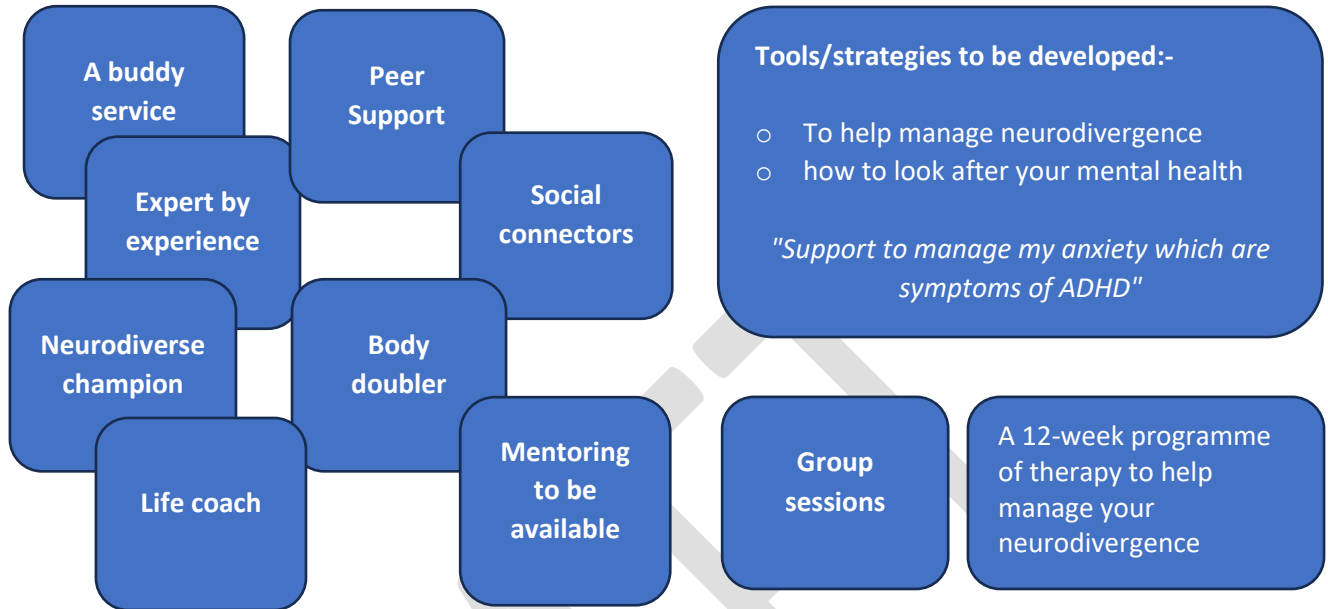 A buddy
service
Peer
Support
Expert by
experience
Social
connectors
Neurodiverse
champion
Body
doubler
Life coach
Mentoring
to be
available
Tools/strategies to be developed:-
o To help manage neurodivergence
o how to look after your mental health
"Support to manage my anxiety which are
symptoms of ADHD"
Group
sessions
A 12-week programme
of therapy to help
manage your
neurodivergence